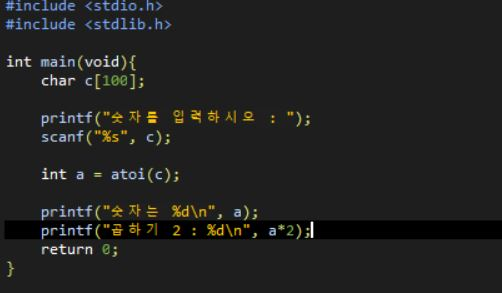 #include <stdio.h>
#include <stdlib.h>
int main(void){
char c[100];
printf("숫자를 입력하시오 : ");
scanf("%s", c);
int a = atoi(c);
printf("숫자는 %d\n", a);
printf("곱하기 2 : %d\n", a*2);
return 0;
}